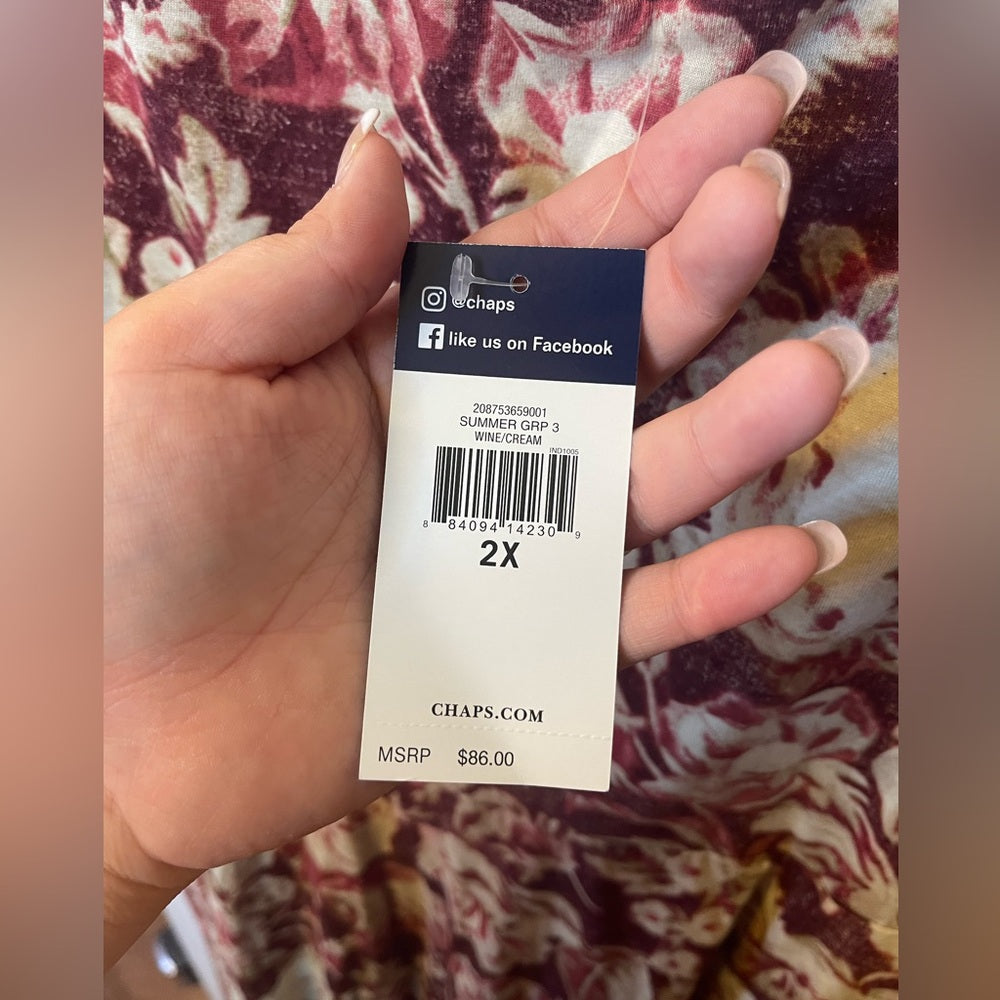 @chaps
like us on Facebook
208753659001
SUMMER GRP 3
WINE/CREAM
IND1005
8 84094 14230 9
2X
CHAPS.COM
MSRP $86.00